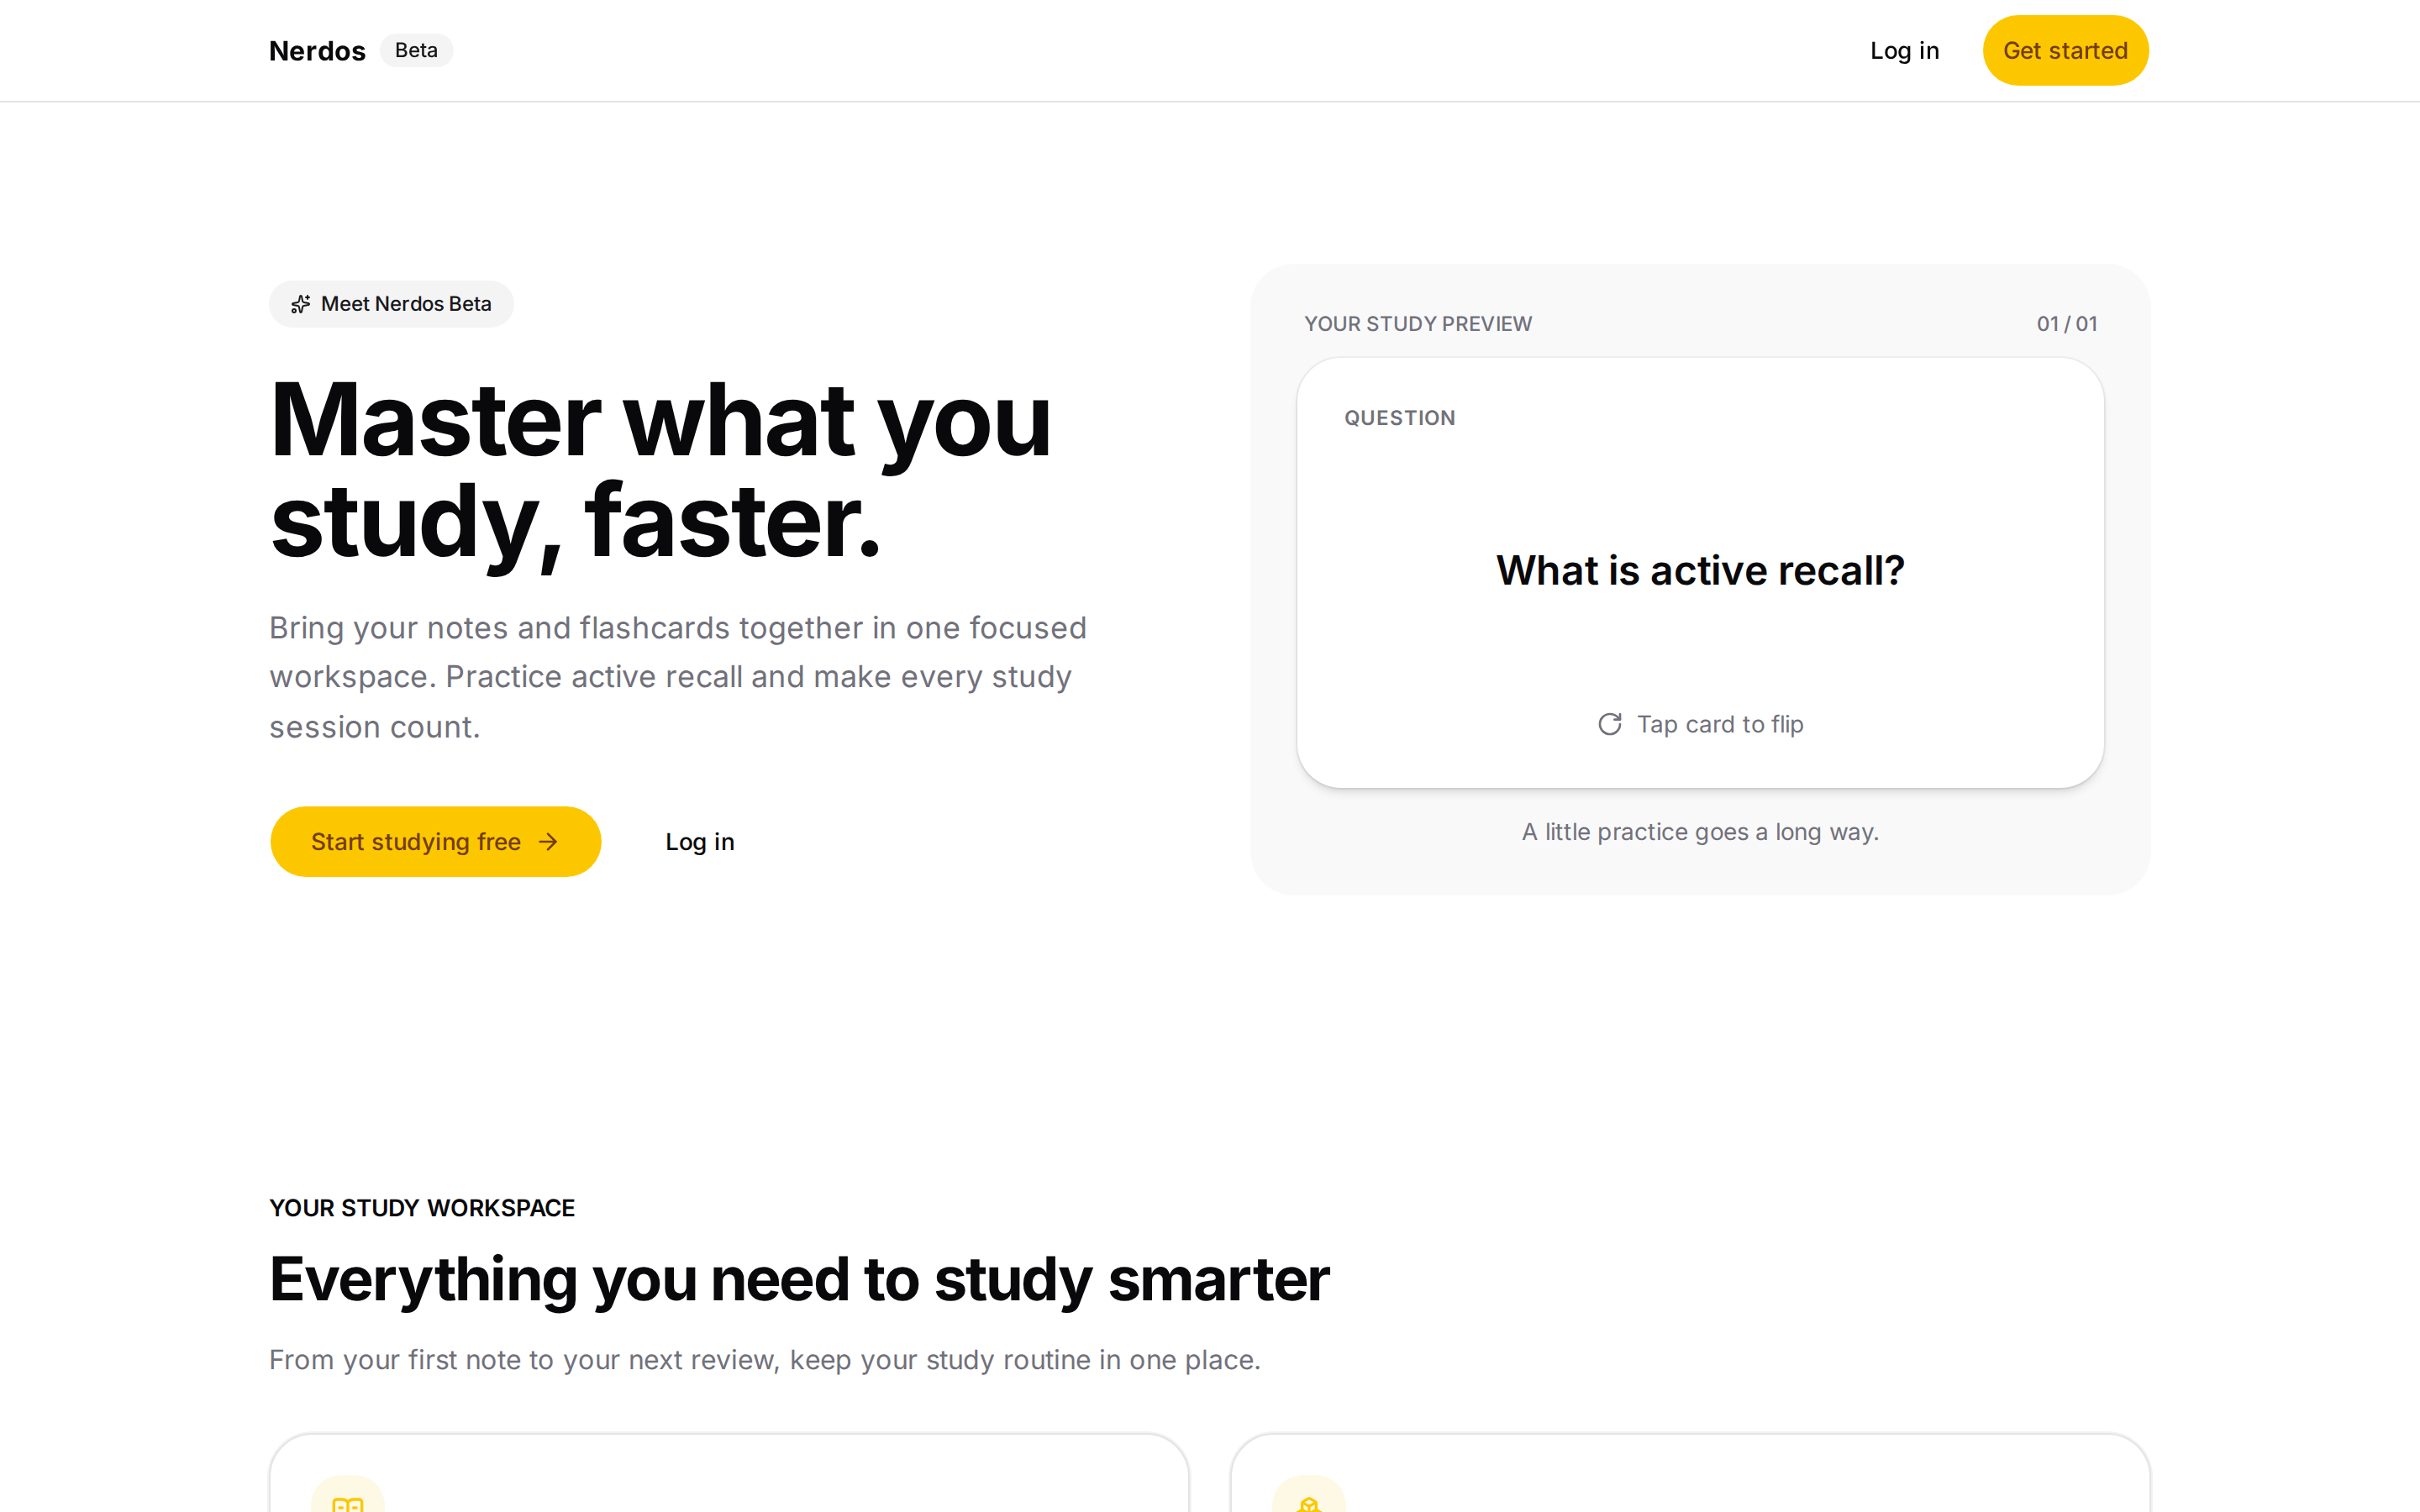 Nerdos Beta Log in Get started
Meet Nerdos Beta
Master what you
study, faster.
Bring your notes and flashcards together in one focused
workspace. Practice active recall and make every study
session count.
Start studying free Log in
YOUR STUDY PREVIEW 01 / 01
QUESTION
What is active recall?
Tap card to flip
A little practice goes a long way.
YOUR STUDY WORKSPACE
Everything you need to study smarter
From your first note to your next review, keep your study routine in one place.